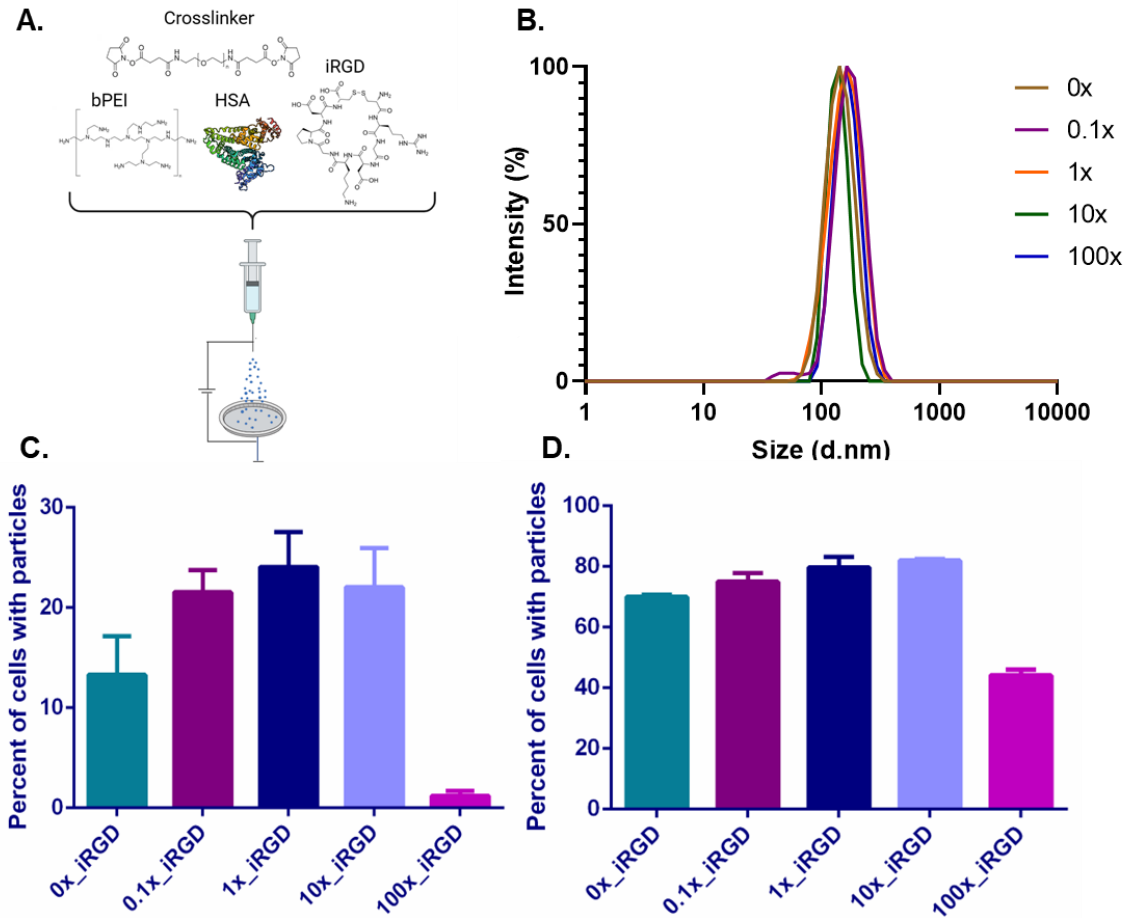 A.
Crosslinker
bPEI
HSA
iRGD
B.
Intensity (%)
100
50
0
1
10
100
1000
10000
Size (d.nm)
0x
0.1x
1x
10x
100x
C.
Percent of cells with particles
30
20
10
0
0x_iRGD
0.1x_iRGD
1x_iRGD
10x_iRGD
100x_iRGD
D.
Percent of cells with particles
100
80
60
40
20
0
0x_iRGD
0.1x_iRGD
1x_iRGD
10x_iRGD
100x_iRGD